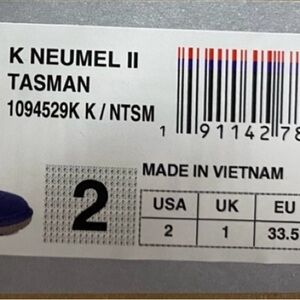 K NEUMEL II
TASMAN
1094529K K / NTSM
1 91142 78
2
MADE IN VIETNAM
USA UK EU
2 1 33.5